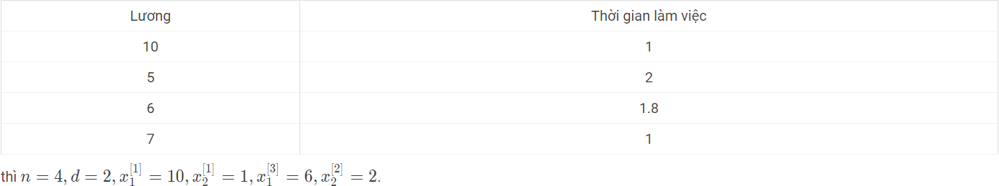 Lương Thời gian làm việc
10 1
5 2
6 1.8
7 1
thì n = 4, d = 2, x_1^{[1]} = 10, x_2^{[1]} = 1, x_1^{[3]} = 6, x_2^{[2]} = 2.